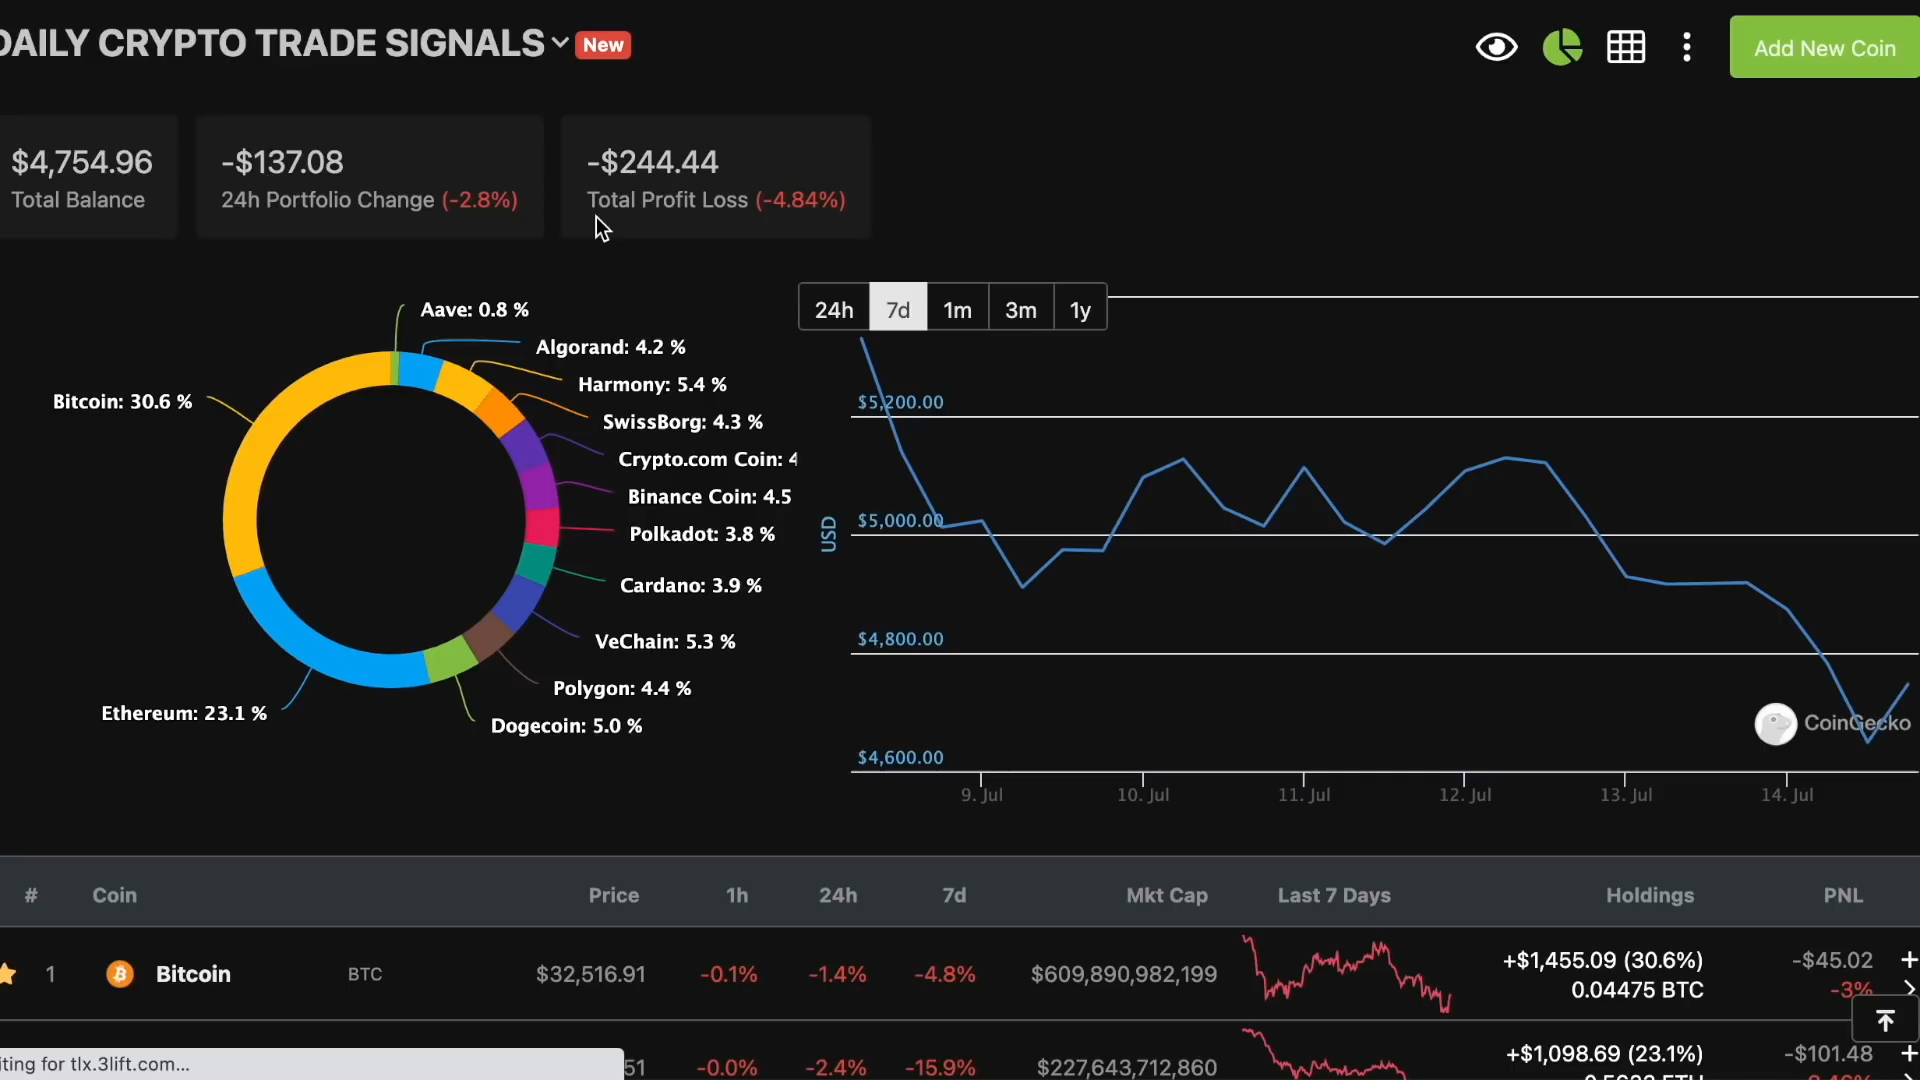 DAILY CRYPTO TRADE SIGNALS New
Add New Coin
$4,754.96
Total Balance
-$137.08
24h Portfolio Change (-2.8%)
-$244.44
Total Profit Loss (-4.84%)
24h 7d 1m 3m 1y
Aave: 0.8 %
Algorand: 4.2 %
Harmony: 5.4 %
SwissBorg: 4.3 %
Crypto.com Coin: 4
Binance Coin: 4.5
Polkadot: 3.8 %
Cardano: 3.9 %
VeChain: 5.3 %
Polygon: 4.4 %
Dogecoin: 5.0 %
Ethereum: 23.1 %
Bitcoin: 30.6 %
USD
$5,200.00
$5,000.00
$4,800.00
$4,600.00
CoinGecko
9. Jul 10. Jul 11. Jul 12. Jul 13. Jul 14. Jul
# Coin Price 1h 24h 7d Mkt Cap Last 7 Days Holdings PNL
1 Bitcoin BTC $32,516.91 -0.1% -1.4% -4.8% $609,890,982,199 +$1,455.09 (30.6%) -$45.02
0.04475 BTC -3%
51 -0.0% -2.4% -15.9% $227,643,712,860 +$1,098.69 (23.1%) -$101.48
iting for tlx.3lift.com...